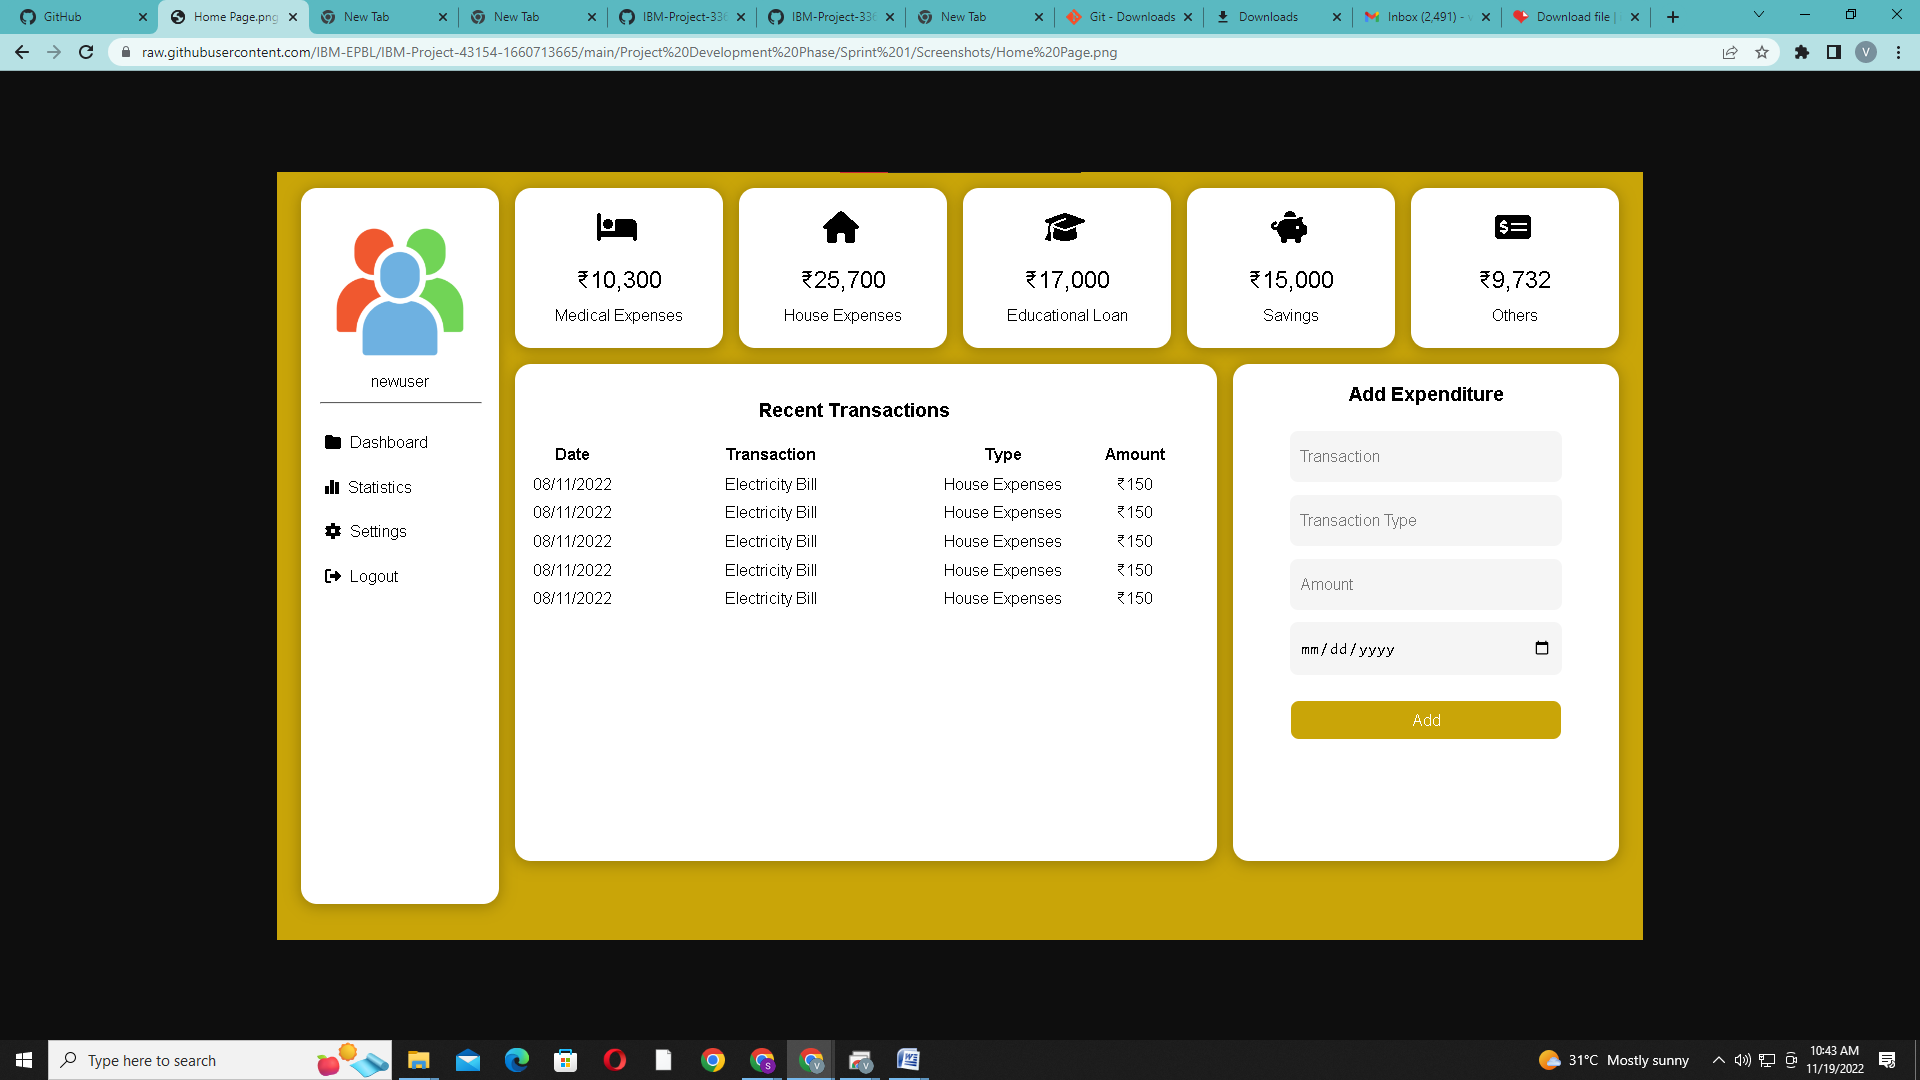 GitHub
Home Page.png
New Tab
New Tab
IBM-Project-336
IBM-Project-336
New Tab
Git - Downloads
Downloads
Inbox (2,491) -
Download file |
raw.githubusercontent.com/IBM-EPBL/IBM-Project-43154-1660713665/main/Project%20Development%20Phase/Sprint%201/Screenshots/Home%20Page.png
V
newuser
Dashboard
Statistics
Settings
Logout
₹10,300
Medical Expenses
₹25,700
House Expenses
₹17,000
Educational Loan
₹15,000
Savings
₹9,732
Others
Recent Transactions
Date Transaction Type Amount
08/11/2022 Electricity Bill House Expenses ₹150
08/11/2022 Electricity Bill House Expenses ₹150
08/11/2022 Electricity Bill House Expenses ₹150
08/11/2022 Electricity Bill House Expenses ₹150
08/11/2022 Electricity Bill House Expenses ₹150
Add Expenditure
Transaction
Transaction Type
Amount
mm/dd/yyyy
Add
Type here to search
31°C Mostly sunny
10:43 AM
11/19/2022